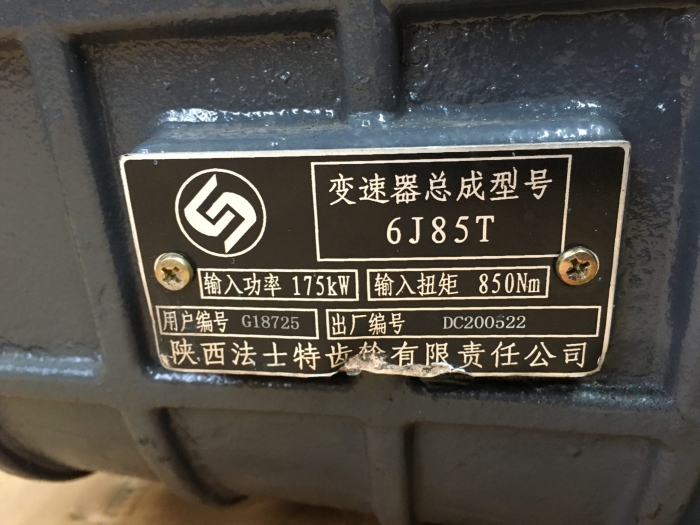 变速器总成型号
6J85T
输入功率 175kW 输入扭矩 850Nm
用户编号 G18725 出厂编号 DC200522
陕西法士特齿轮有限责任公司